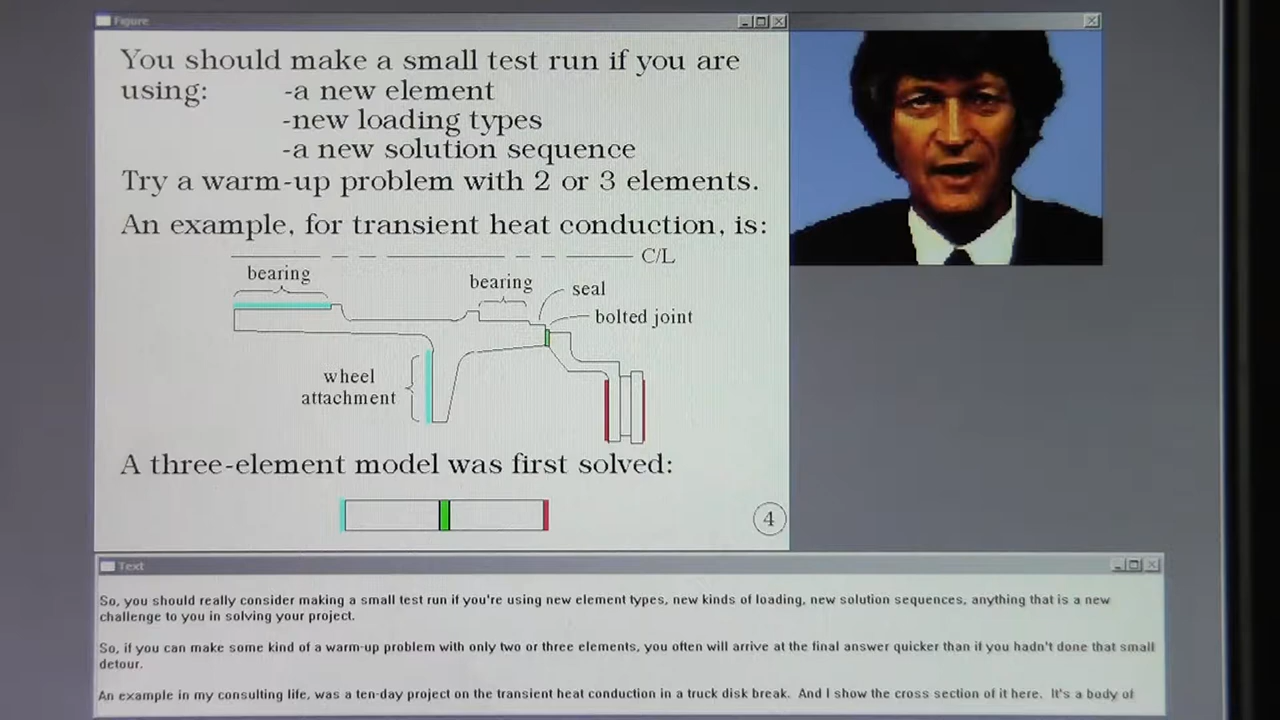 Figure
You should make a small test run if you are
using: -a new element
-new loading types
-a new solution sequence
Try a warm-up problem with 2 or 3 elements.
An example, for transient heat conduction, is:
C/L
bearing
bearing
seal
bolted joint
wheel
attachment
A three-element model was first solved:
4
Text
So, you should really consider making a small test run if you're using new element types, new kinds of loading, new solution sequences, anything that is a new
challenge to you in solving your project.
So, if you can make some kind of a warm-up problem with only two or three elements, you often will arrive at the final answer quicker than if you hadn't done that small
detour.
An example in my consulting life, was a ten-day project on the transient heat conduction in a truck disk break. And I show the cross section of it here. It's a body of